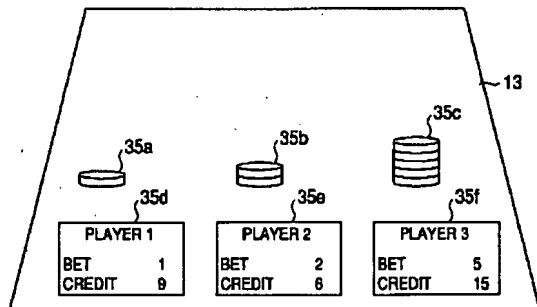 13
35a
35b
35c
35d
35e
35f
PLAYER 1
BET 1
CREDIT 9
PLAYER 2
BET 2
CREDIT 6
PLAYER 3
BET 5
CREDIT 15